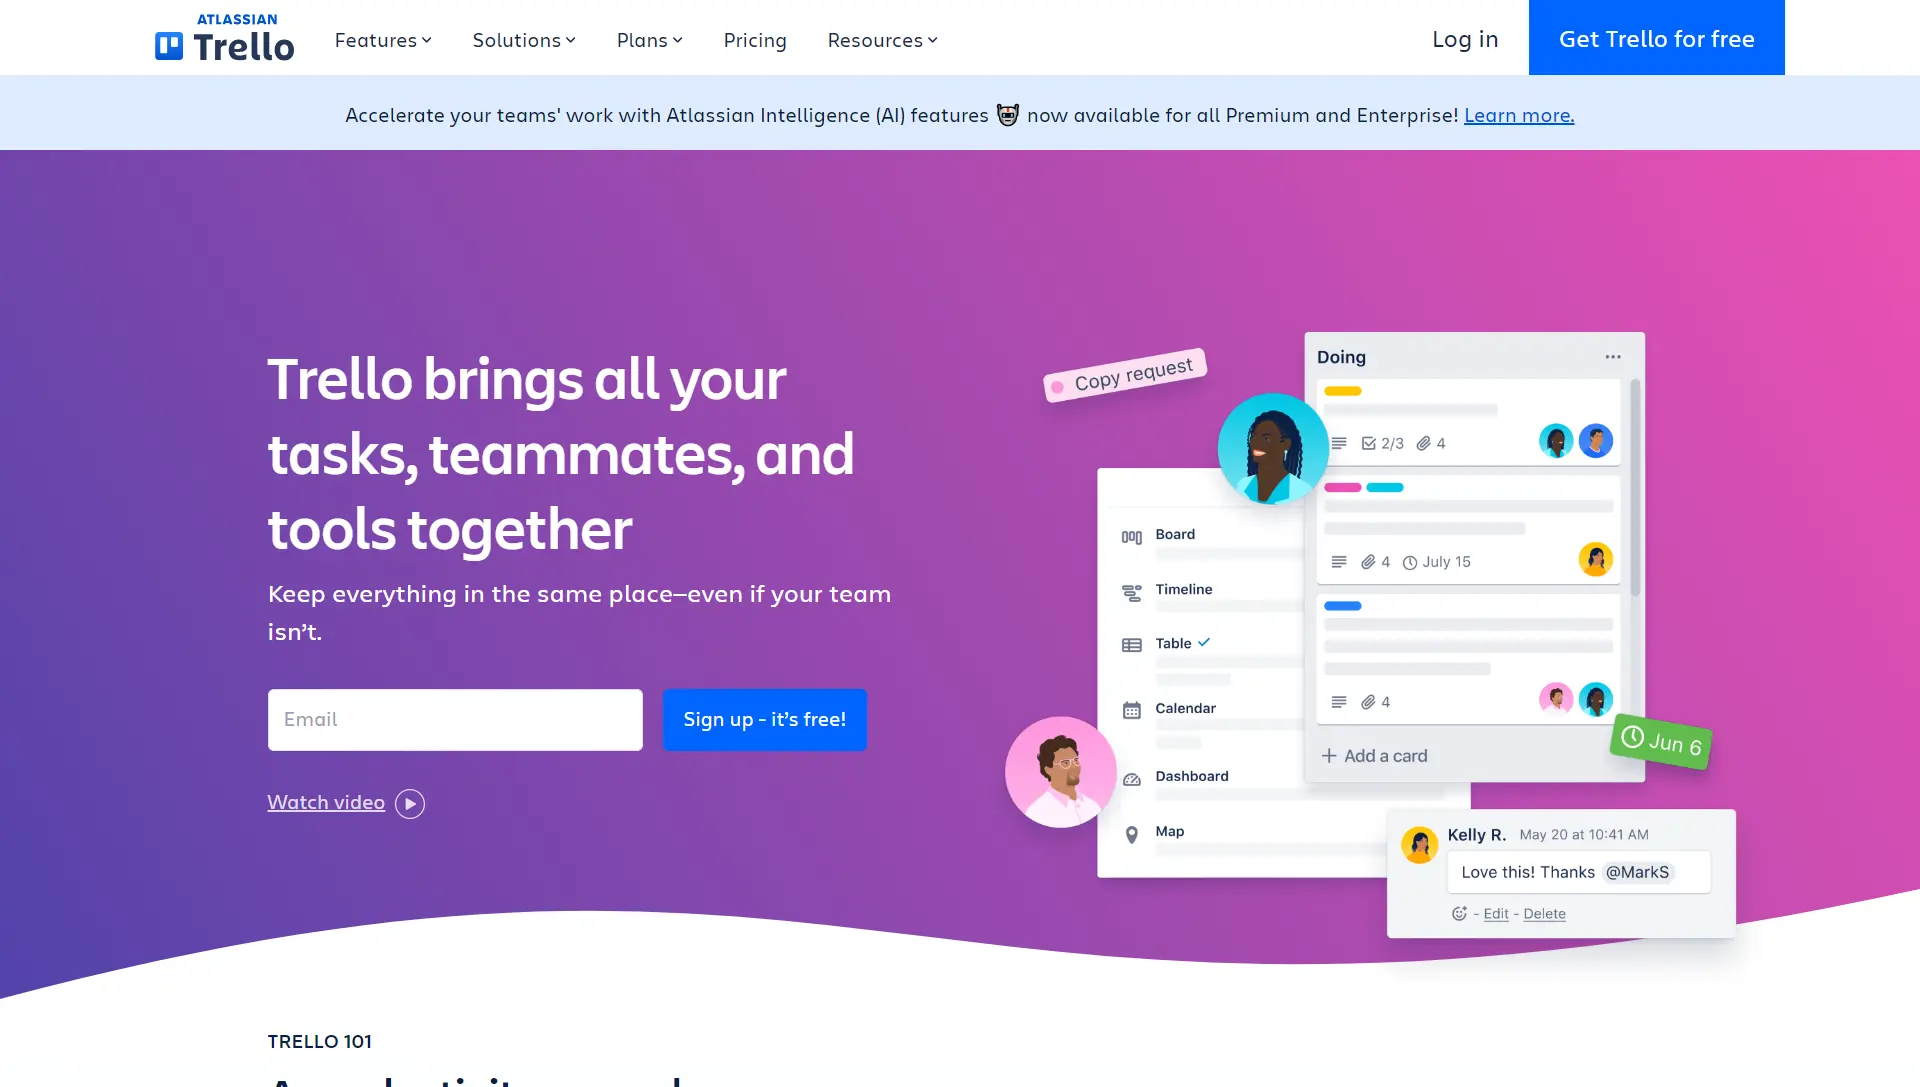 ATLASSIAN
Trello
Features
Solutions
Plans
Pricing
Resources
Log in
Get Trello for free
Accelerate your teams' work with Atlassian Intelligence (AI) features now available for all Premium and Enterprise! Learn more.
Trello brings all your
tasks, teammates, and
tools together
Keep everything in the same place–even if your team
isn’t.
Email
Sign up - it’s free!
Watch video
Copy request
Doing
2/3 4
4 July 15
4
+ Add a card
Jun 6
Board
Timeline
Table
Calendar
Dashboard
Map
Kelly R. May 20 at 10:41 AM
Love this! Thanks @MarkS
- Edit - Delete
TRELLO 101